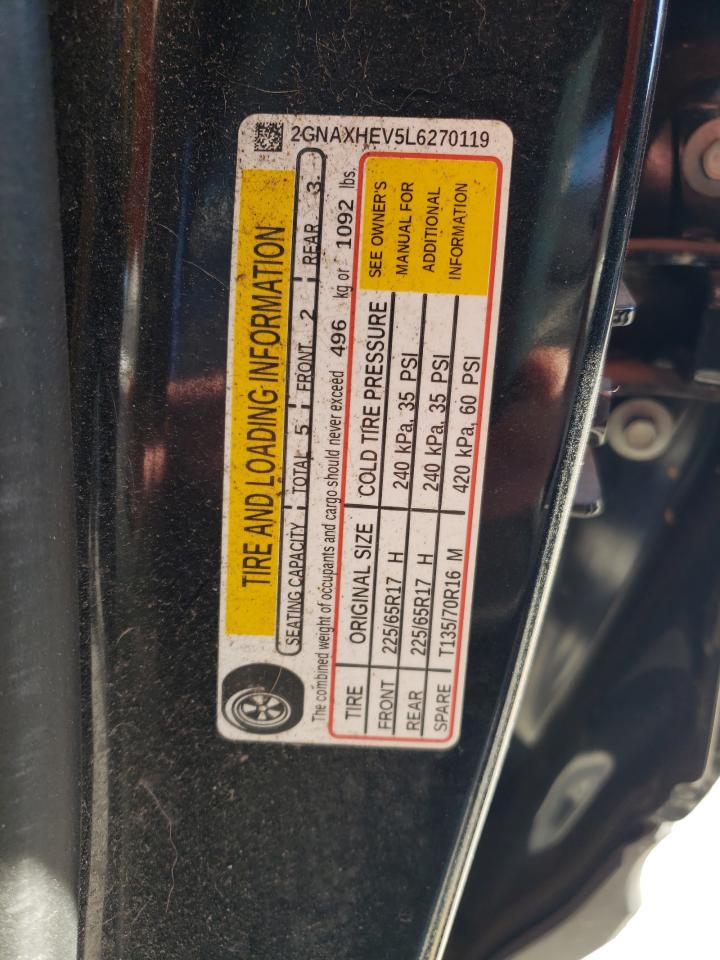 2GNAXHEV5L6270119
TIRE AND LOADING INFORMATION
SEATING CAPACITY TOTAL 5 FRONT 2 REAR 3
The combined weight of occupants and cargo should never exceed 496 kg or 1092 lbs.
TIRE ORIGINAL SIZE COLD TIRE PRESSURE
FRONT 225/65R17 H 240 kPa, 35 PSI
REAR 225/65R17 H 240 kPa, 35 PSI
SPARE T135/70R16 M 420 kPa, 60 PSI
SEE OWNER'S
MANUAL FOR
ADDITIONAL
INFORMATION